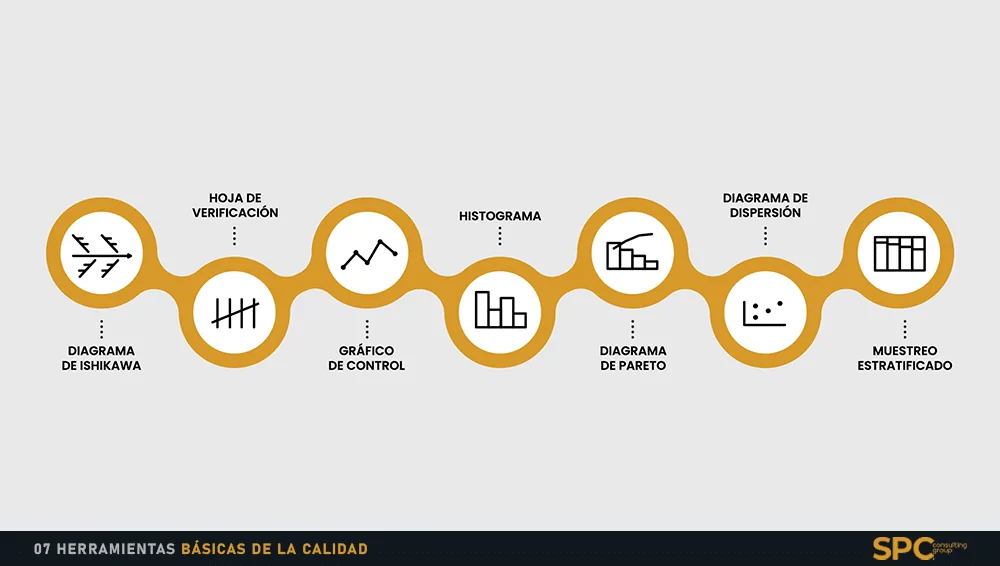 DIAGRAMA
DE ISHIKAWA
HOJA DE
VERIFICACIÓN
GRÁFICO
DE CONTROL
HISTOGRAMA
DIAGRAMA
DE PARETO
DIAGRAMA DE
DISPERSIÓN
MUESTREO
ESTRATIFICADO
07 HERRAMIENTAS BÁSICAS DE LA CALIDAD
SPC consulting
group